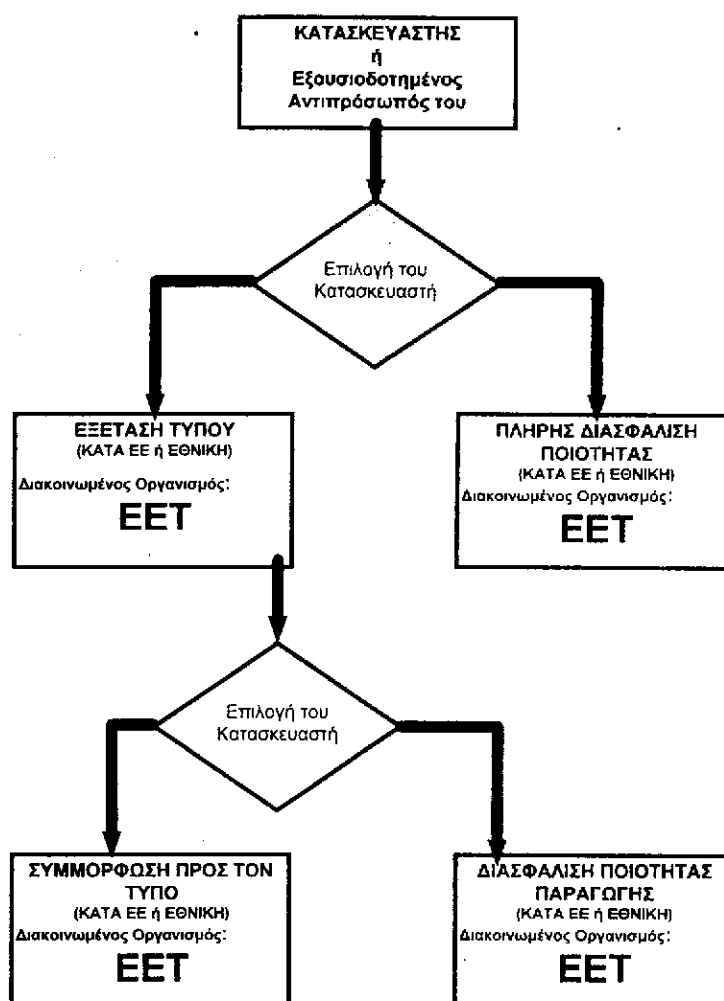 ΚΑΤΑΣΚΕΥΑΣΤΗΣ
ή
Εξουσιοδοτημένος
Αντιπρόσωπός του
Επιλογή του
Κατασκευαστή
ΕΞΕΤΑΣΗ ΤΥΠΟΥ
(ΚΑΤΑ ΕΕ ή ΕΘΝΙΚΗ)
Διακοινωμένος Οργανισμός:
ΕΕΤ
ΠΛΗΡΗΣ ΔΙΑΣΦΑΛΙΣΗ
ΠΟΙΟΤΗΤΑΣ
(ΚΑΤΑ ΕΕ ή ΕΘΝΙΚΗ)
Διακοινωμένος Οργανισμός:
ΕΕΤ
Επιλογή του
Κατασκευαστή
ΣΥΜΜΟΡΦΩΣΗ ΠΡΟΣ ΤΟΝ
ΤΥΠΟ
(ΚΑΤΑ ΕΕ ή ΕΘΝΙΚΗ)
Διακοινωμένος Οργανισμός:
ΕΕΤ
ΔΙΑΣΦΑΛΙΣΗ ΠΟΙΟΤΗΤΑΣ
ΠΑΡΑΓΩΓΗΣ
(ΚΑΤΑ ΕΕ ή ΕΘΝΙΚΗ)
Διακοινωμένος Οργανισμός:
ΕΕΤ